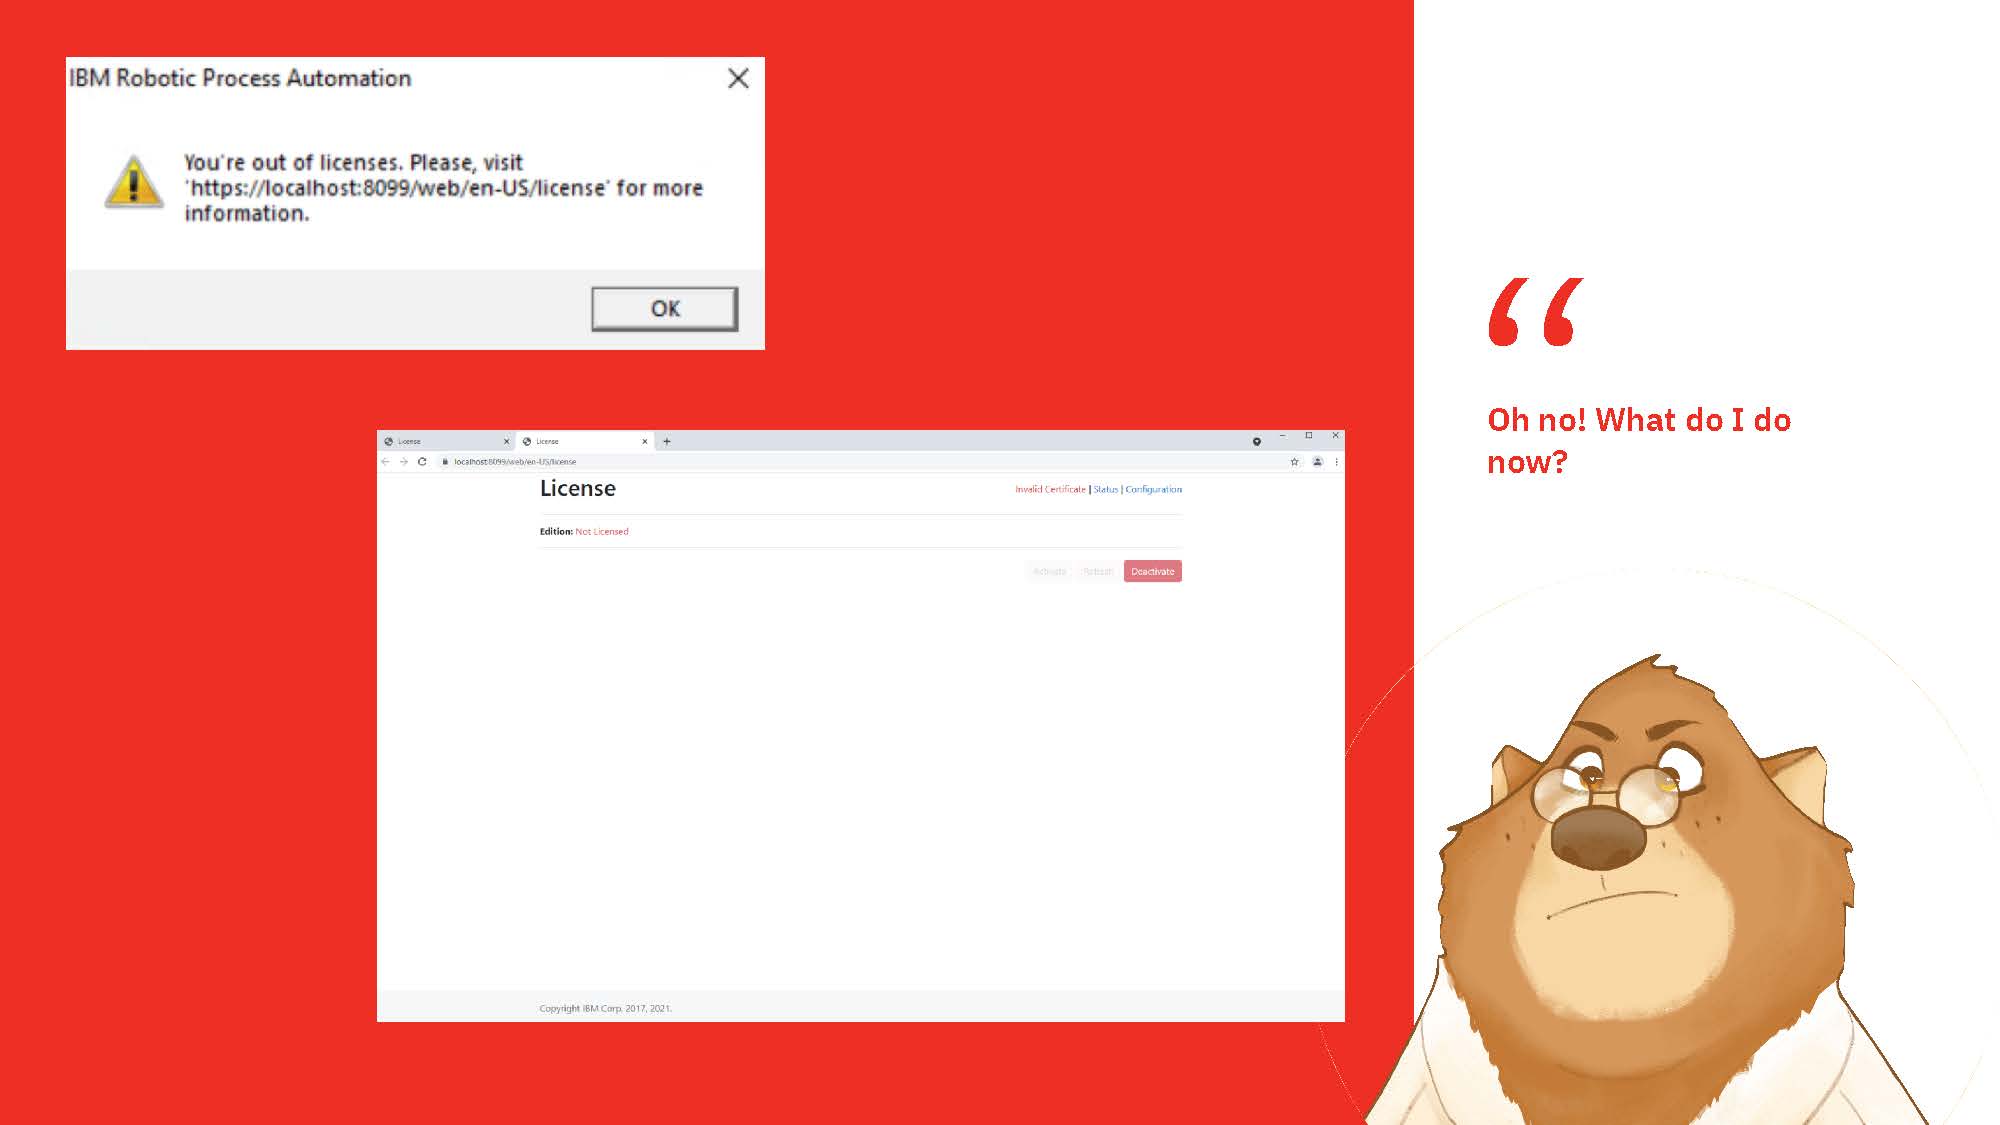 IBM Robotic Process Automation
You're out of licenses. Please, visit
'https://localhost:8099/web/en-US/license' for more
information.
OK
“
Oh no! What do I do
now?
License
License
localhost:8099/web/en-US/license
License
Invalid Certificate | Status | Configuration
Edition: Not Licensed
Activate Refresh Deactivate
Copyright IBM Corp. 2017, 2021.